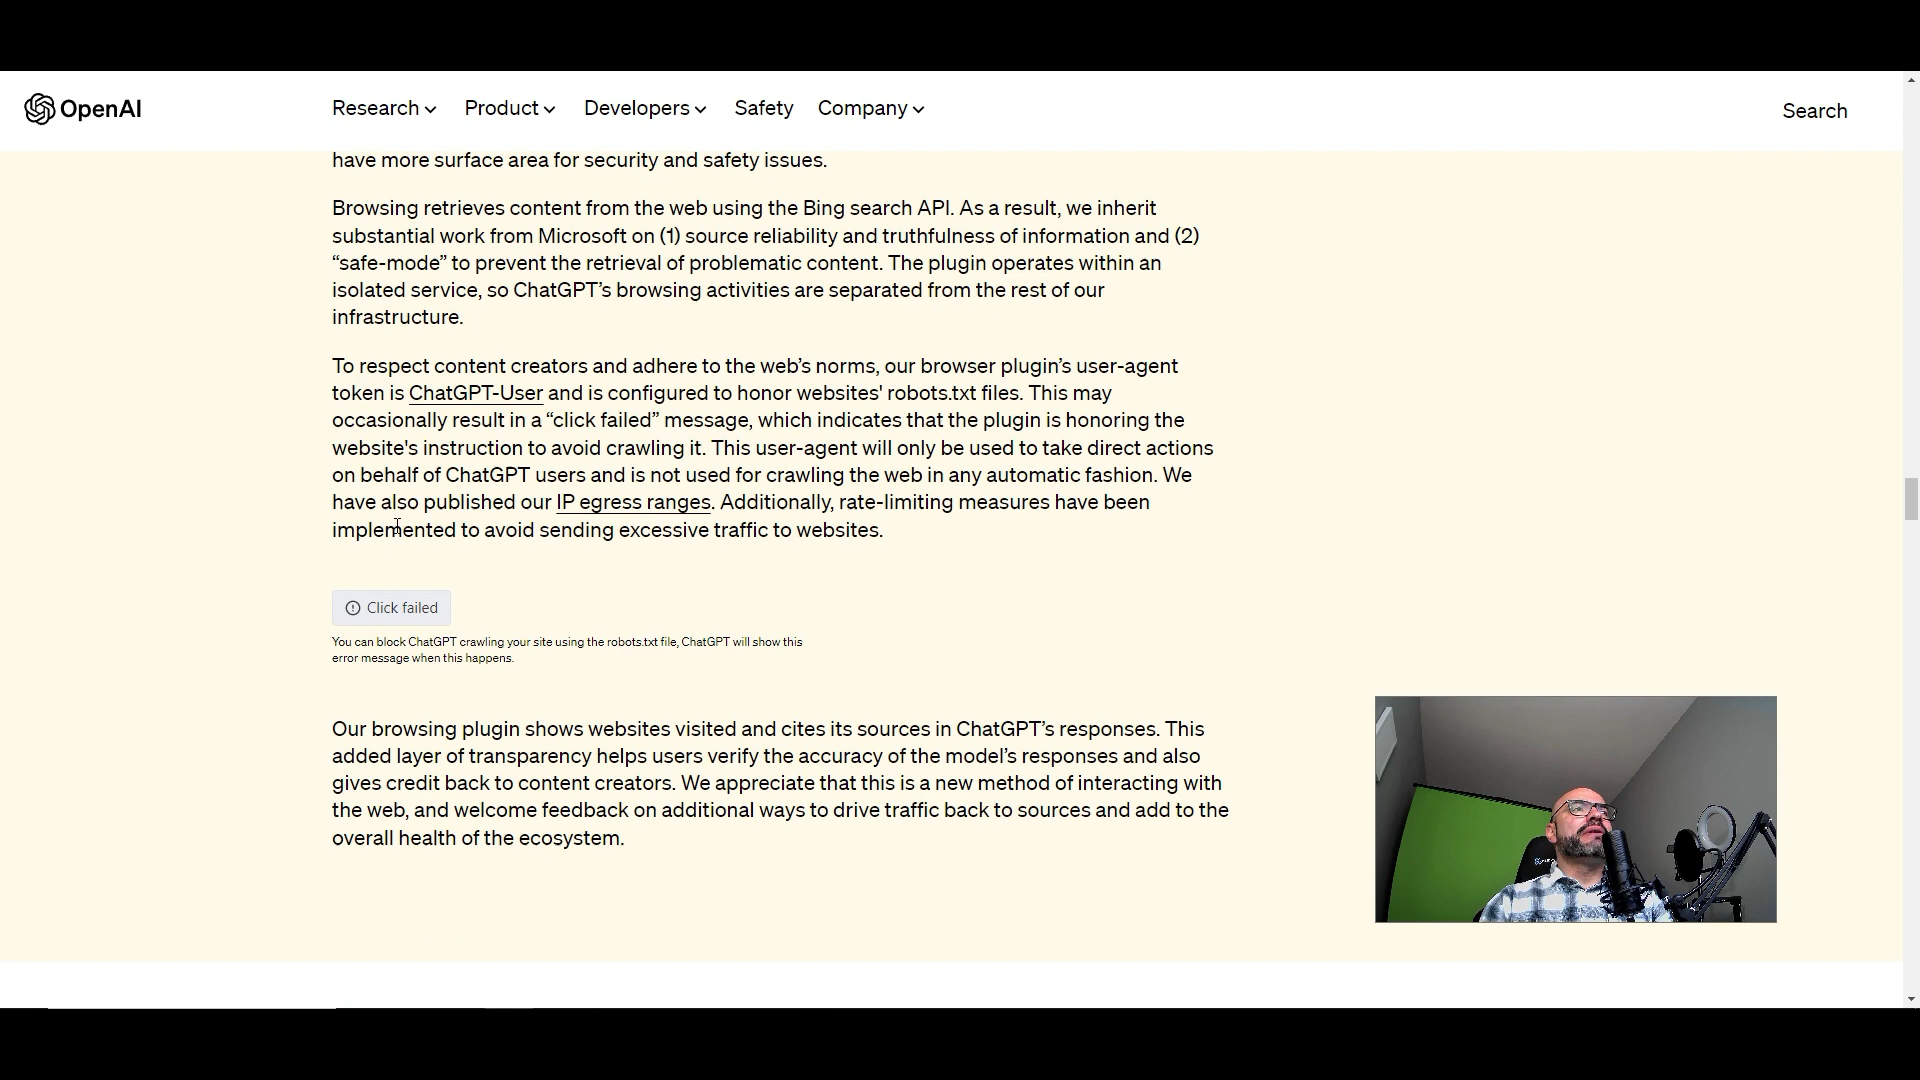 OpenAI
Research
Product
Developers
Safety
Company
Search
have more surface area for security and safety issues.
Browsing retrieves content from the web using the Bing search API. As a result, we inherit
substantial work from Microsoft on (1) source reliability and truthfulness of information and (2)
“safe-mode” to prevent the retrieval of problematic content. The plugin operates within an
isolated service, so ChatGPT’s browsing activities are separated from the rest of our
infrastructure.
To respect content creators and adhere to the web’s norms, our browser plugin’s user-agent
token is ChatGPT-User and is configured to honor websites' robots.txt files. This may
occasionally result in a “click failed” message, which indicates that the plugin is honoring the
website's instruction to avoid crawling it. This user-agent will only be used to take direct actions
on behalf of ChatGPT users and is not used for crawling the web in any automatic fashion. We
have also published our IP egress ranges. Additionally, rate-limiting measures have been
implemented to avoid sending excessive traffic to websites.
Click failed
You can block ChatGPT crawling your site using the robots.txt file, ChatGPT will show this
error message when this happens.
Our browsing plugin shows websites visited and cites its sources in ChatGPT’s responses. This
added layer of transparency helps users verify the accuracy of the model’s responses and also
gives credit back to content creators. We appreciate that this is a new method of interacting with
the web, and welcome feedback on additional ways to drive traffic back to sources and add to the
overall health of the ecosystem.